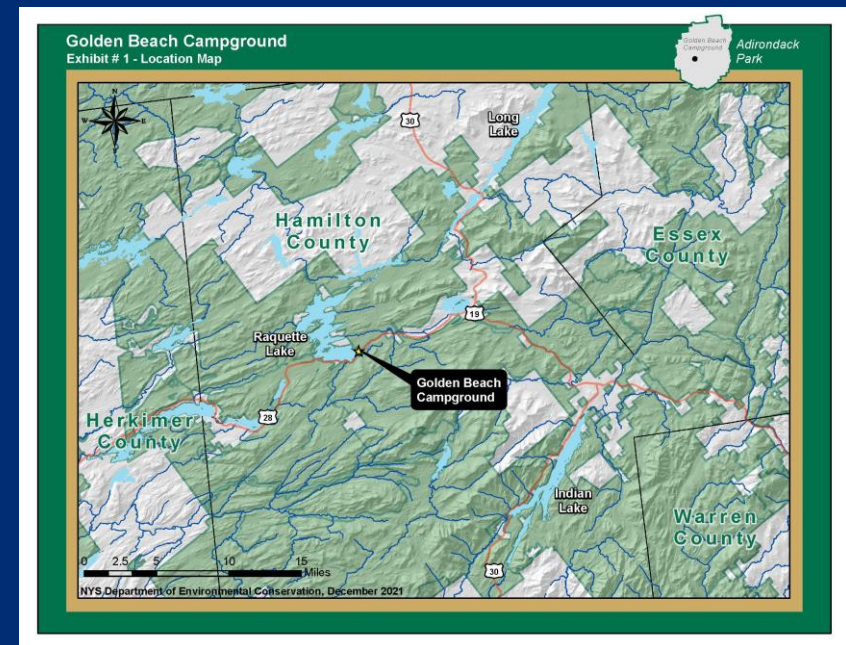 Golden Beach Campground
Exhibit # 1 - Location Map
Golden Beach
Campground
Adirondack
Park
N
W
E
S
30
Long
Lake
Hamilton
County
Essex
County
19
Raquette
Lake
Golden Beach
Campground
28
Herkimer
County
Indian
Lake
Warren
County
30
0 2.5 5 10 15
Miles
NYS Department of Environmental Conservation, December 2021